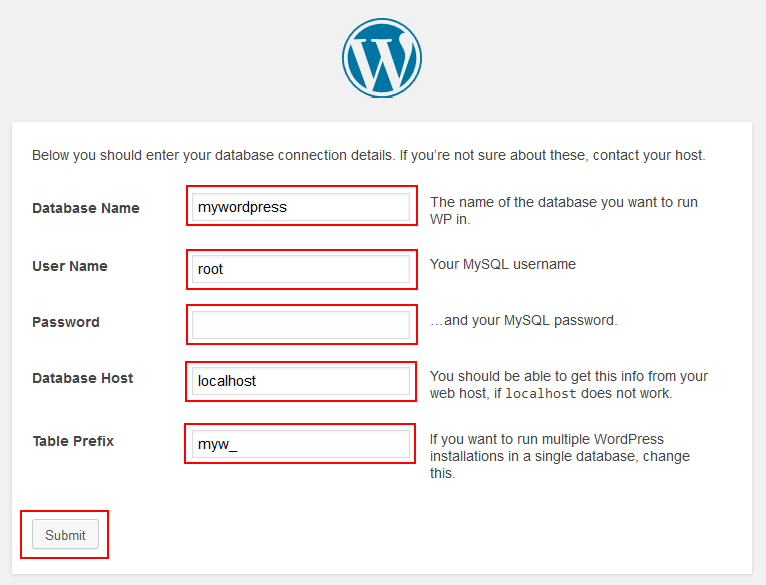 Below you should enter your database connection details. If you’re not sure about these, contact your host.
Database Name
mywordpress
The name of the database you want to run
WP in.
User Name
root
Your MySQL username
Password
…and your MySQL password.
Database Host
localhost
You should be able to get this info from your
web host, if localhost does not work.
Table Prefix
myw_
If you want to run multiple WordPress
installations in a single database, change
this.
Submit